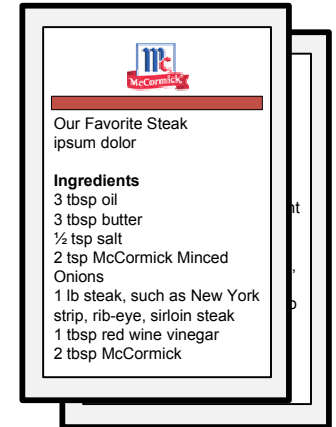 Mc
McCormick
Our Favorite Steak
ipsum dolor
Ingredients
3 tbsp oil
3 tbsp butter
½ tsp salt
2 tsp McCormick Minced
Onions
1 lb steak, such as New York
strip, rib-eye, sirloin steak
1 tbsp red wine vinegar
2 tbsp McCormick